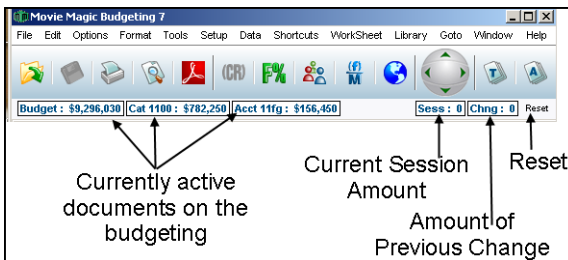 Movie Magic Budgeting 7
File Edit Options Format Tools Setup Data Shortcuts WorkSheet Library Goto Window Help
(CR) F% (f) M T A
Budget : $9,296,030 Cat 1100 : $782,250 Acct 11fg : $156,450 Sess : 0 Chng : 0 Reset
Currently active
documents on the
budgeting
Current Session
Amount
Reset
Amount of
Previous Change